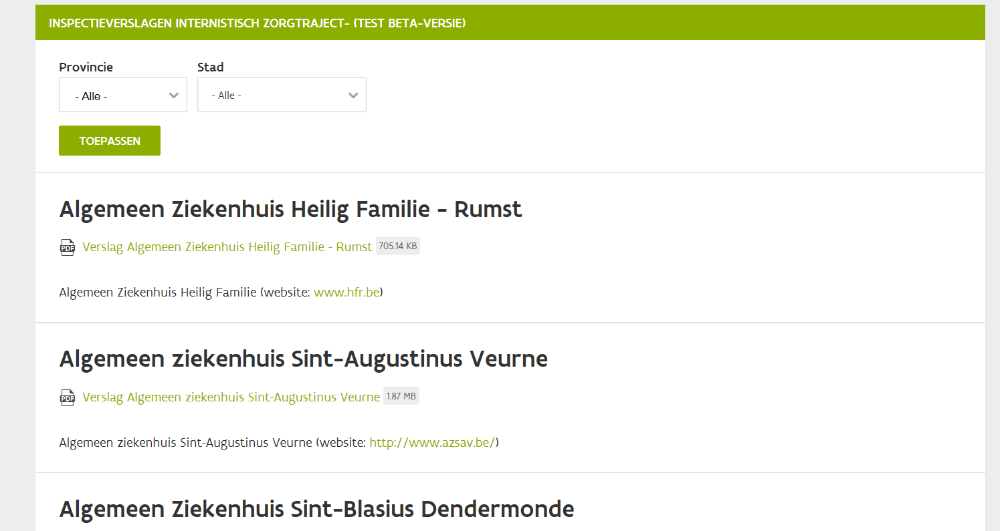 INSPECTIEVERSLAGEN INTERNISTISCH ZORGTRAJECT- (TEST BETA-VERSIE)
Provincie Stad
- Alle - - Alle -
TOEPASSEN
Algemeen Ziekenhuis Heilig Familie - Rumst
PDF Verslag Algemeen Ziekenhuis Heilig Familie - Rumst 705.14 KB
Algemeen Ziekenhuis Heilig Familie (website: www.hfr.be)
Algemeen ziekenhuis Sint-Augustinus Veurne
PDF Verslag Algemeen ziekenhuis Sint-Augustinus Veurne 1.87 MB
Algemeen ziekenhuis Sint-Augustinus Veurne (website: http://www.azsav.be/)
Algemeen Ziekenhuis Sint-Blasius Dendermonde